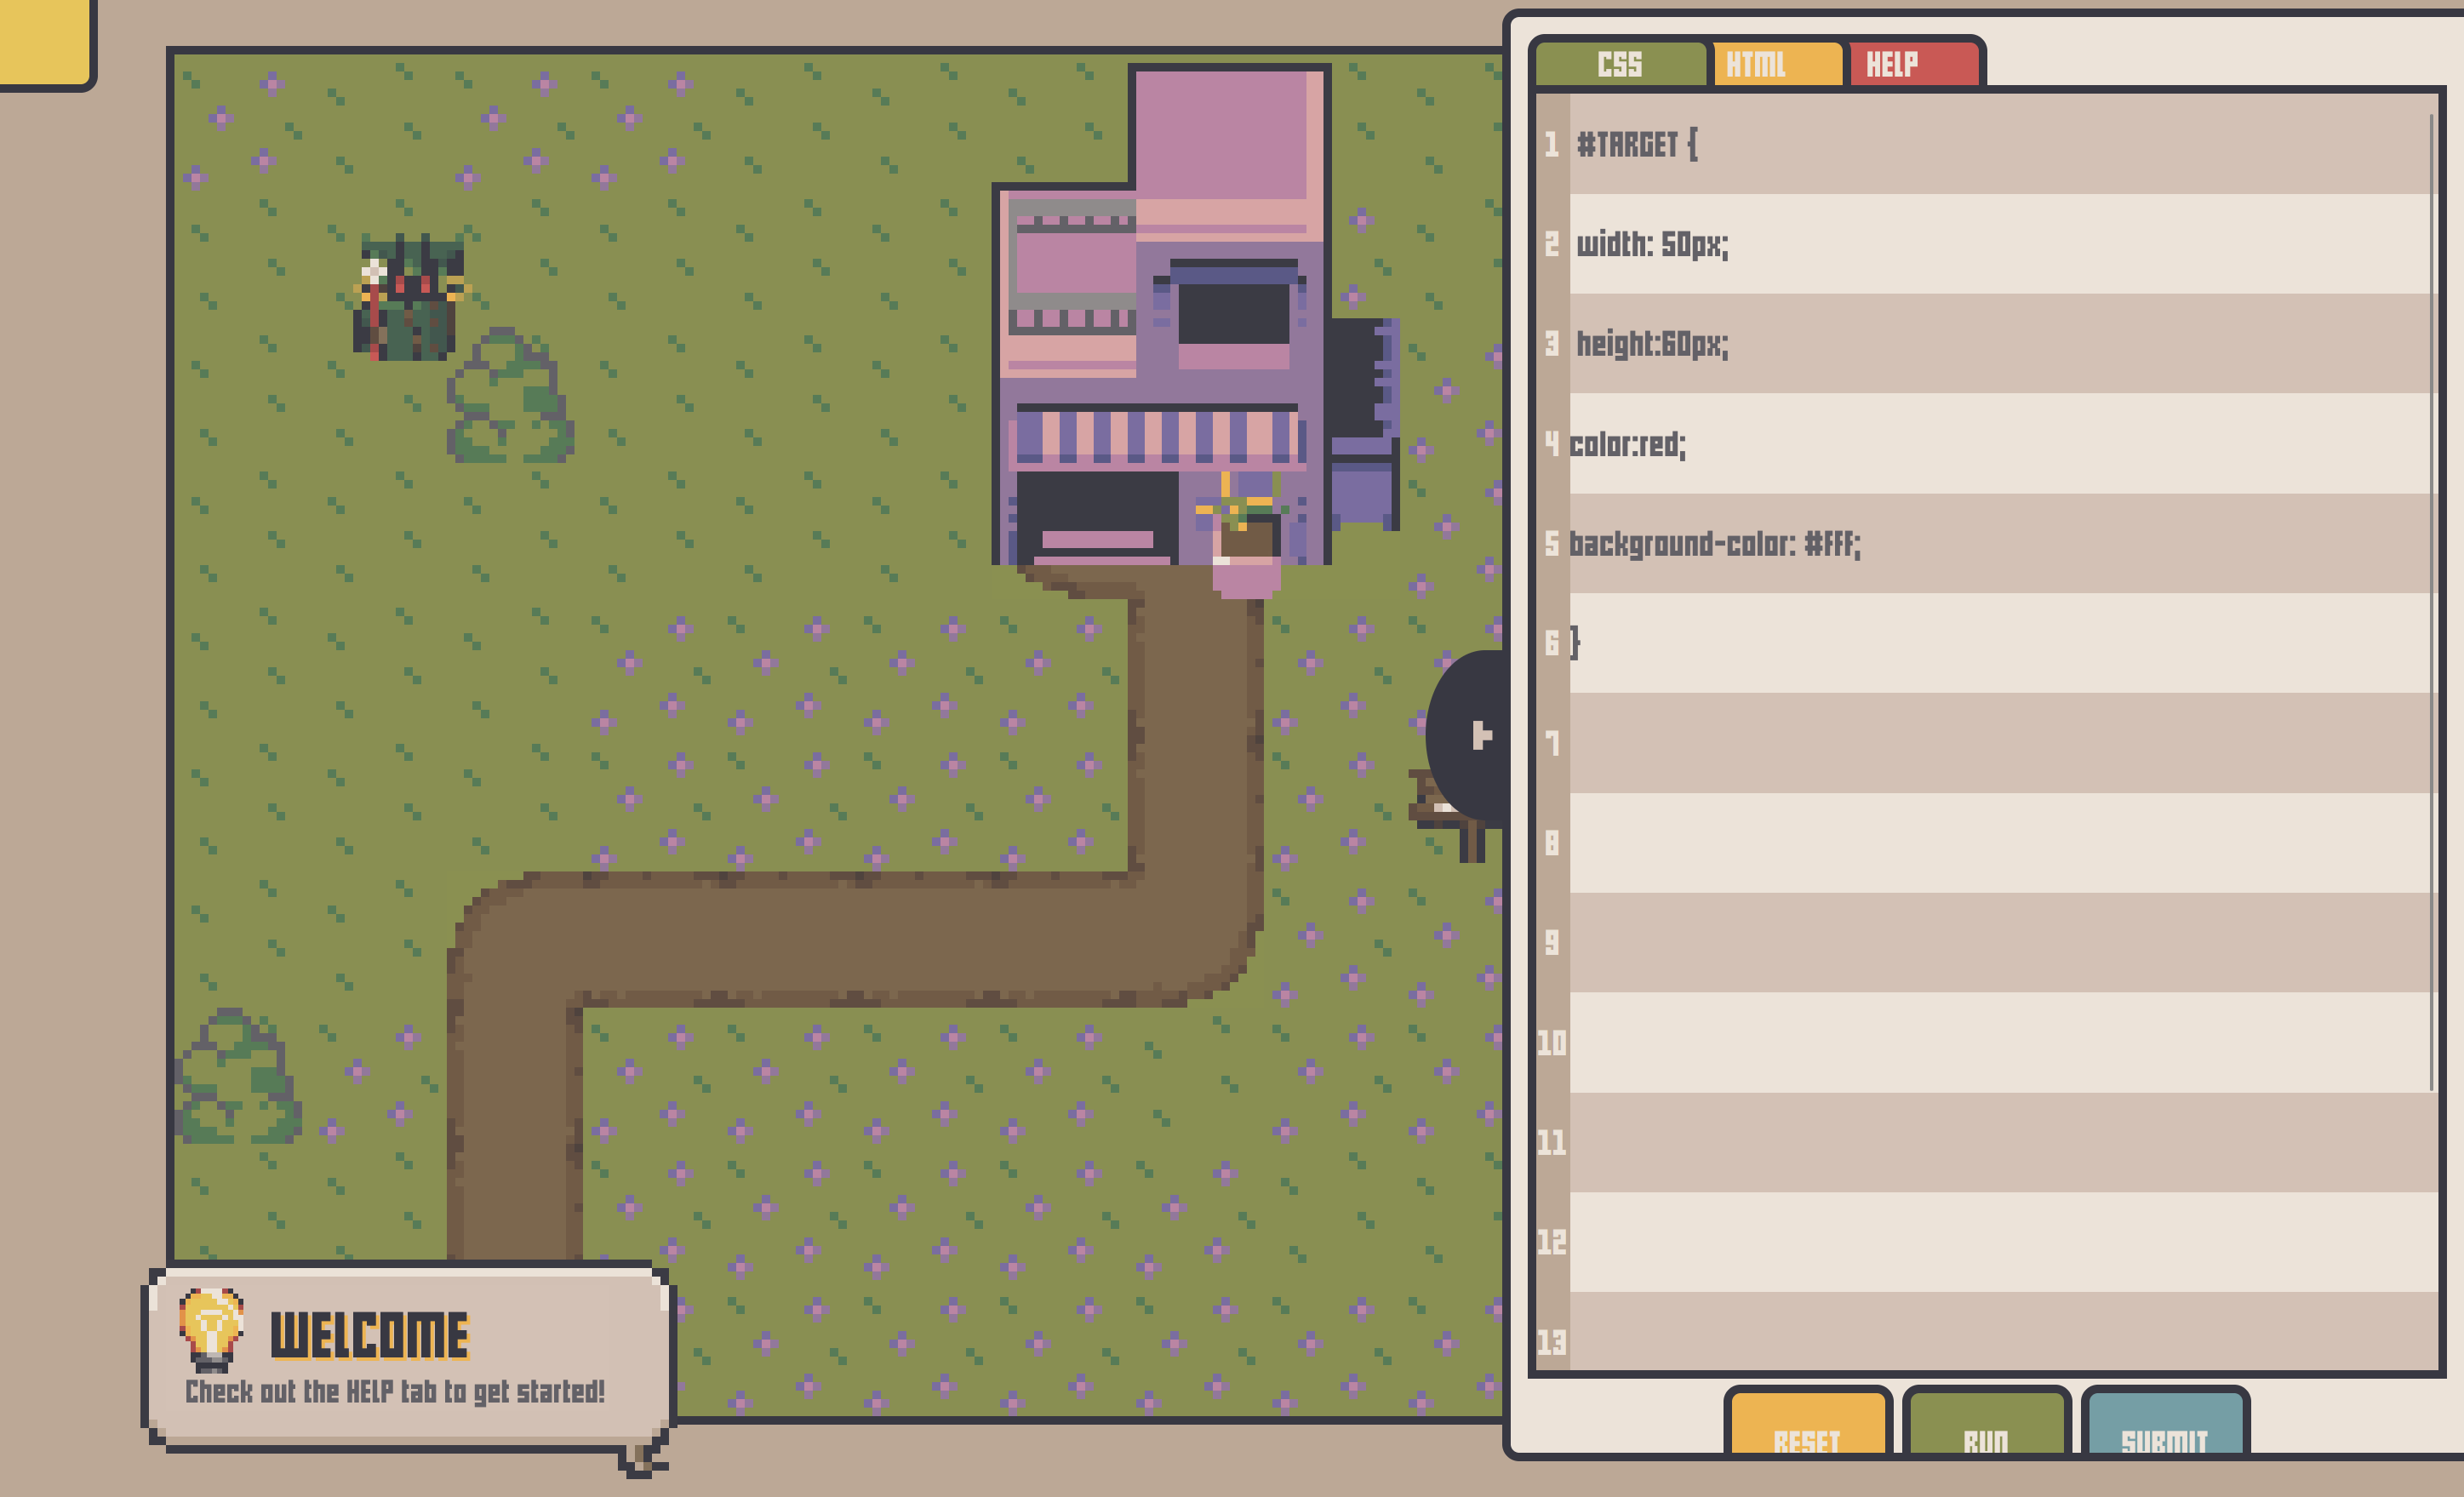 CSS HTML HELP
1 #TARGET {
2 width: 50px;
3 height:60px;
4 color:red;
5 background-color: #fff;
6 }
7
8
9
10
11
12
13
WELCOME
Check out the HELP tab to get started!
RESET RUN SUBMIT